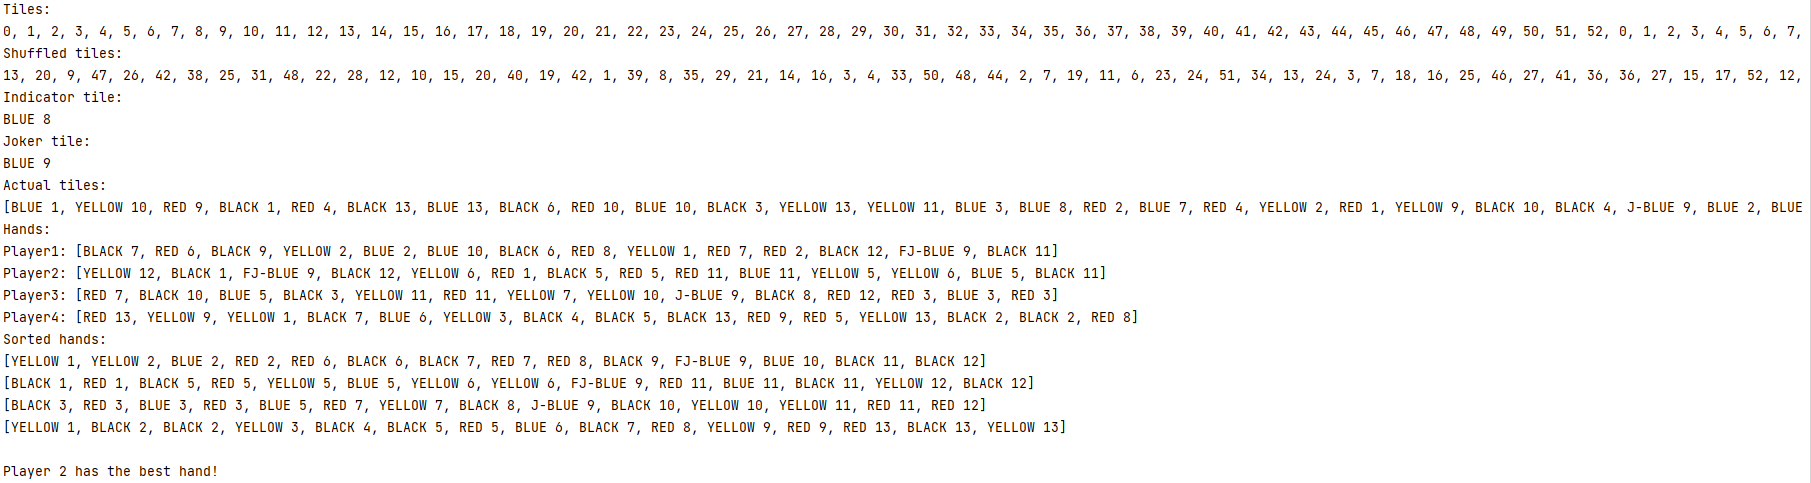 Tiles:
0, 1, 2, 3, 4, 5, 6, 7, 8, 9, 10, 11, 12, 13, 14, 15, 16, 17, 18, 19, 20, 21, 22, 23, 24, 25, 26, 27, 28, 29, 30, 31, 32, 33, 34, 35, 36, 37, 38, 39, 40, 41, 42, 43, 44, 45, 46, 47, 48, 49, 50, 51, 52, 0, 1, 2, 3, 4, 5, 6, 7,
Shuffled tiles:
13, 20, 9, 47, 26, 42, 38, 25, 31, 48, 22, 28, 12, 10, 15, 20, 40, 19, 42, 1, 39, 8, 35, 29, 21, 14, 16, 3, 4, 33, 50, 48, 44, 2, 7, 19, 11, 6, 23, 24, 51, 34, 13, 24, 3, 7, 18, 16, 25, 46, 27, 41, 36, 36, 27, 15, 17, 52, 12,
Indicator tile:
BLUE 8
Joker tile:
BLUE 9
Actual tiles:
[BLUE 1, YELLOW 10, RED 9, BLACK 1, RED 4, BLACK 13, BLUE 13, BLACK 6, RED 10, BLUE 10, BLACK 3, YELLOW 13, YELLOW 11, BLUE 3, BLUE 8, RED 2, BLUE 7, RED 4, YELLOW 2, RED 1, YELLOW 9, BLACK 10, BLACK 4, J-BLUE 9, BLUE 2, BLUE
Hands:
Player1: [BLACK 7, RED 6, BLACK 9, YELLOW 2, BLUE 2, BLUE 10, BLACK 6, RED 8, YELLOW 1, RED 7, RED 2, BLACK 12, FJ-BLUE 9, BLACK 11]
Player2: [YELLOW 12, BLACK 1, FJ-BLUE 9, BLACK 12, YELLOW 6, RED 1, BLACK 5, RED 5, RED 11, BLUE 11, YELLOW 5, YELLOW 6, BLUE 5, BLACK 11]
Player3: [RED 7, BLACK 10, BLUE 5, BLACK 3, YELLOW 11, RED 11, YELLOW 7, YELLOW 10, J-BLUE 9, BLACK 8, RED 12, RED 3, BLUE 3, RED 3]
Player4: [RED 13, YELLOW 9, YELLOW 1, BLACK 7, BLUE 6, YELLOW 3, BLACK 4, BLACK 5, BLACK 13, RED 9, RED 5, YELLOW 13, BLACK 2, BLACK 2, RED 8]
Sorted hands:
[YELLOW 1, YELLOW 2, BLUE 2, RED 2, RED 6, BLACK 6, BLACK 7, RED 7, RED 8, BLACK 9, FJ-BLUE 9, BLUE 10, BLACK 11, BLACK 12]
[BLACK 1, RED 1, BLACK 5, RED 5, YELLOW 5, BLUE 5, YELLOW 6, YELLOW 6, FJ-BLUE 9, RED 11, BLUE 11, BLACK 11, YELLOW 12, BLACK 12]
[BLACK 3, RED 3, BLUE 3, RED 3, BLUE 5, RED 7, YELLOW 7, BLACK 8, J-BLUE 9, BLACK 10, YELLOW 10, YELLOW 11, RED 11, RED 12]
[YELLOW 1, BLACK 2, BLACK 2, YELLOW 3, BLACK 4, BLACK 5, RED 5, BLUE 6, BLACK 7, RED 8, YELLOW 9, RED 9, RED 13, BLACK 13, YELLOW 13]
Player 2 has the best hand!